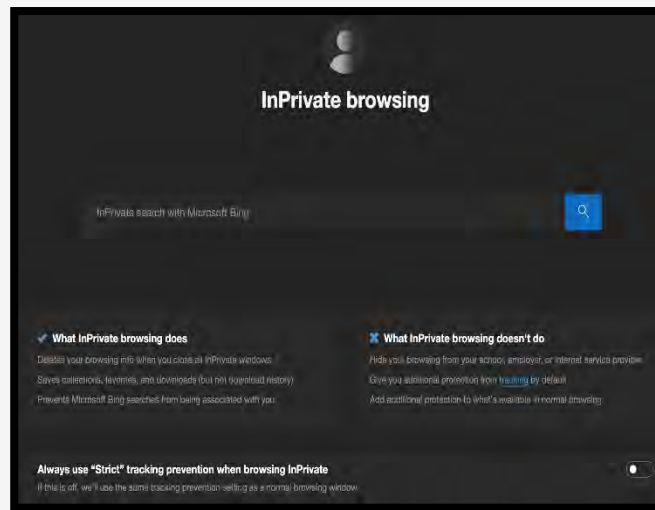 InPrivate browsing
InPrivate search with Microsoft Bing
What InPrivate browsing does
Deletes your browsing info when you close all InPrivate windows
Saves collections, favorites, and downloads (but not download history)
Prevents Microsoft Bing searches from being associated with you
What InPrivate browsing doesn't do
Hide your browsing from your school, employer, or internet service provider
Give you additional protection from tracking by default
Add additional protection to what's available in normal browsing
Always use “Strict” tracking prevention when browsing InPrivate
If this is off, we'll use the same tracking prevention setting as a normal browsing window